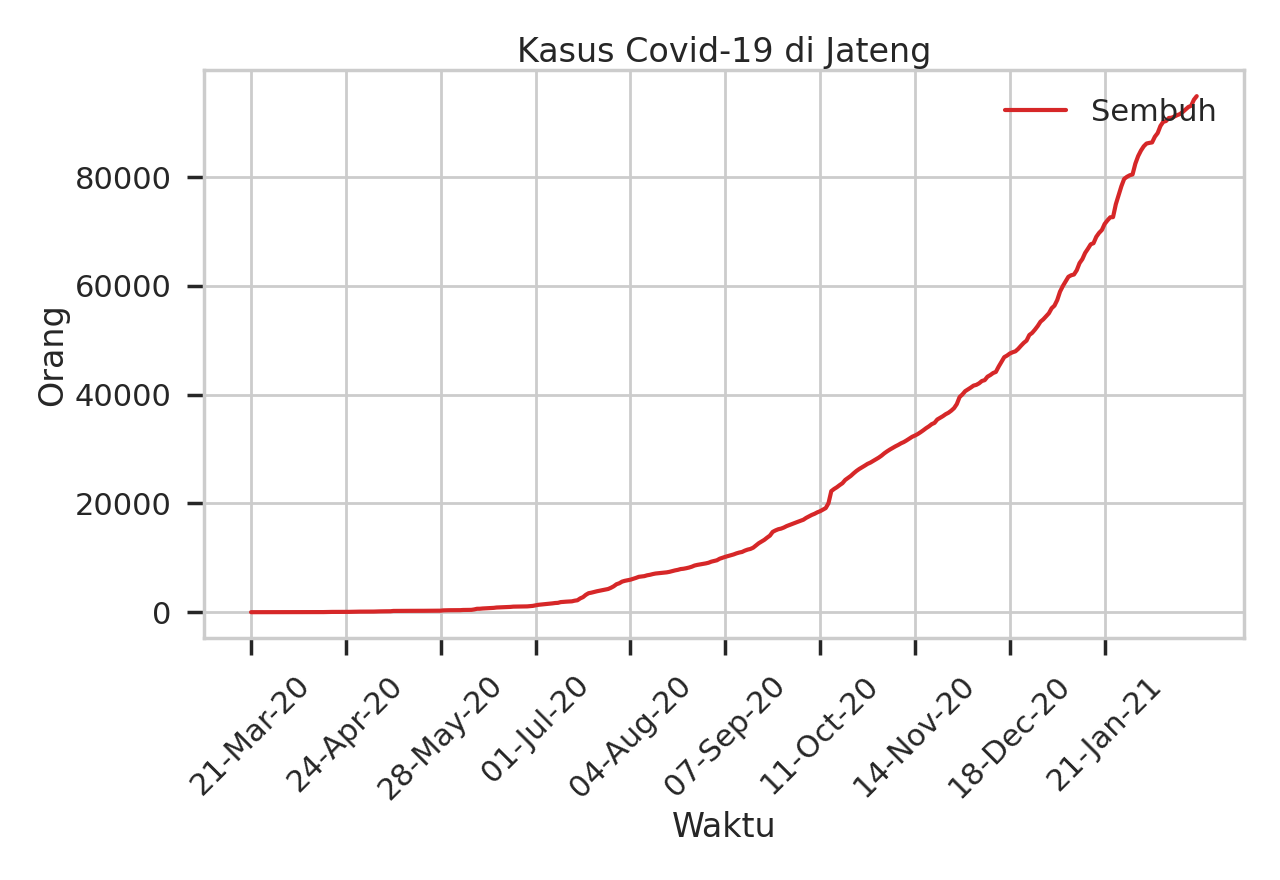 Kasus Covid-19 di Jateng
Sembuh
Orang
80000
60000
40000
20000
0
21-Mar-20
24-Apr-20
28-May-20
01-Jul-20
04-Aug-20
07-Sep-20
11-Oct-20
14-Nov-20
18-Dec-20
21-Jan-21
Waktu